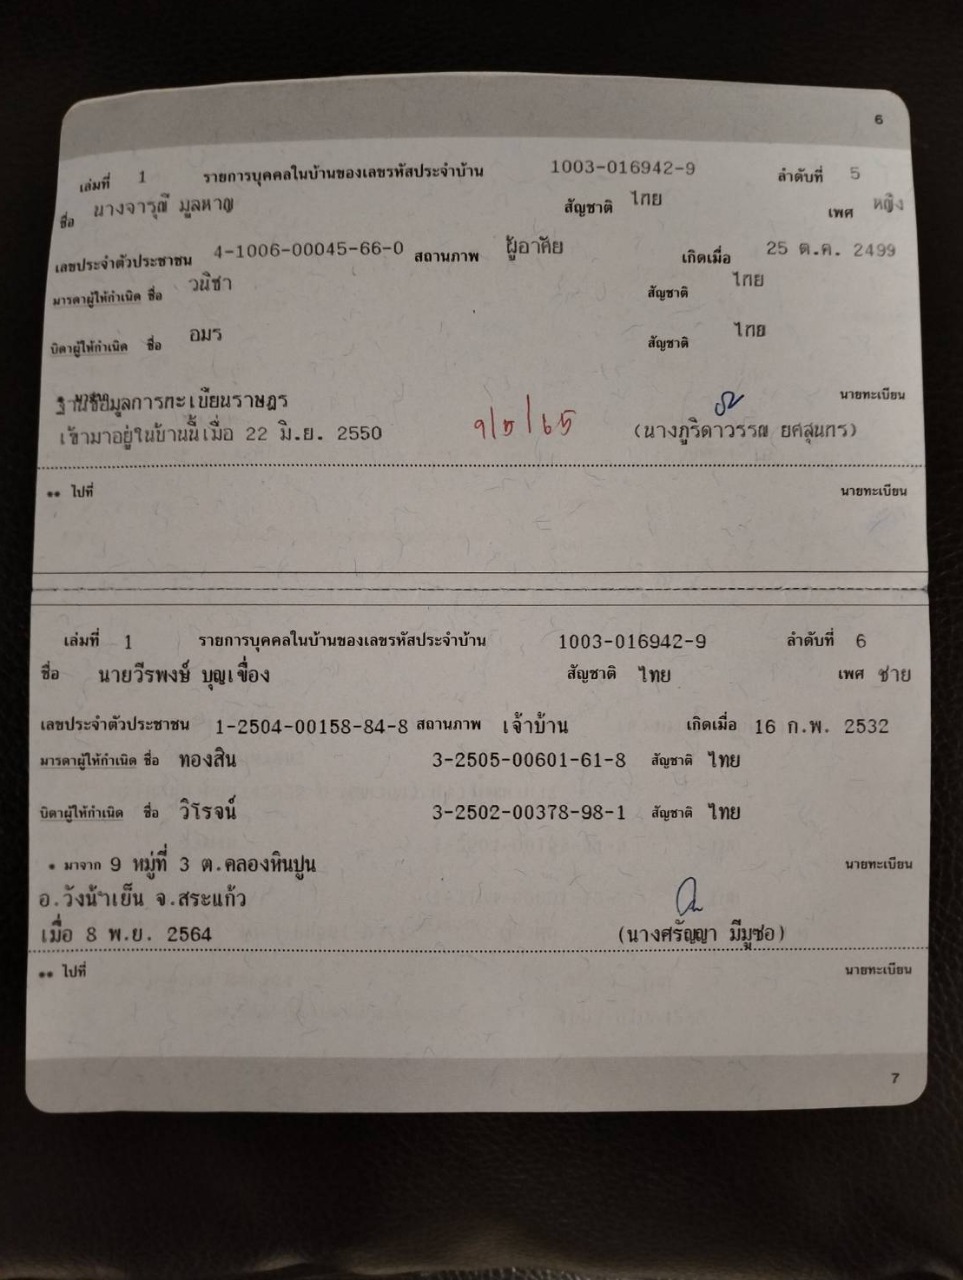 6
เล่มที่ 1 รายการบุคคลในบ้านของเลขรหัสประจำบ้าน 1003-016942-9 ลำดับที่ 5
ชื่อ นางจารุณี มูลหาญ สัญชาติ ไทย เพศ หญิง
เลขประจำตัวประชาชน 4-1006-00045-66-0 สถานภาพ ผู้อาศัย เกิดเมื่อ 25 ต.ค. 2499
มารดาผู้ให้กำเนิด ชื่อ วนิชา สัญชาติ ไทย
บิดาผู้ให้กำเนิด ชื่อ อมร สัญชาติ ไทย
ฐานข้อมูลการทะเบียนราษฎร นายทะเบียน
เข้ามาอยู่ในบ้านนี้เมื่อ 22 มิ.ย. 2550 9/5/65 (นางภูริดาวรรณ ยศสุนทร)
** ไปที่ นายทะเบียน
เล่มที่ 1 รายการบุคคลในบ้านของเลขรหัสประจำบ้าน 1003-016942-9 ลำดับที่ 6
ชื่อ นายวีรพงษ์ บุญเขื่อง สัญชาติ ไทย เพศ ชาย
เลขประจำตัวประชาชน 1-2504-00158-84-8 สถานภาพ เจ้าบ้าน เกิดเมื่อ 16 ก.พ. 2532
มารดาผู้ให้กำเนิด ชื่อ ทองสิน 3-2505-00601-61-8 สัญชาติ ไทย
บิดาผู้ให้กำเนิด ชื่อ วิโรจน์ 3-2502-00378-98-1 สัญชาติ ไทย
* มาจาก 9 หมู่ที่ 3 ต.คลองหินปูน นายทะเบียน
อ.วังน้ำเย็น จ.สระแก้ว
เมื่อ 8 พ.ย. 2564 (นางศรัญญา มีมูซอ)
** ไปที่ นายทะเบียน
7